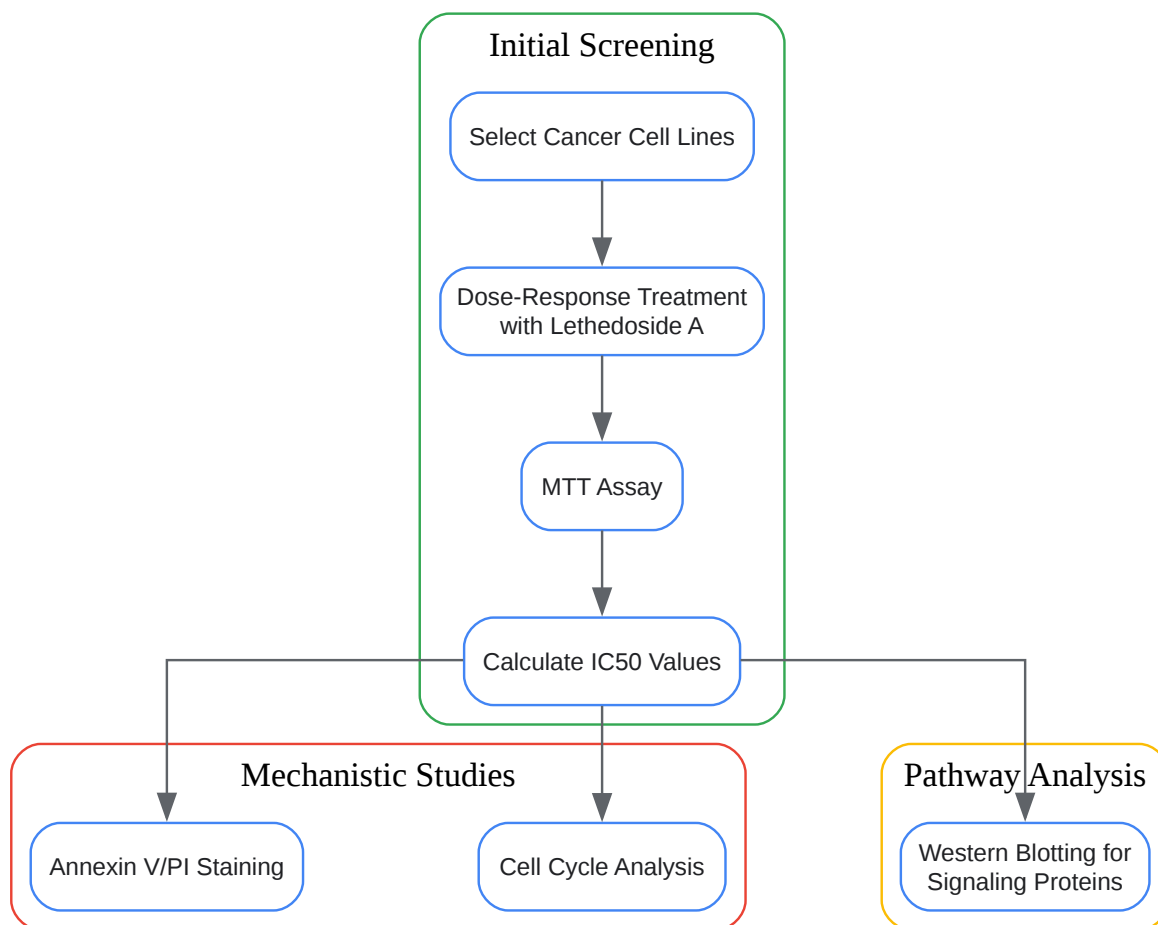 Initial Screening
Select Cancer Cell Lines
Dose-Response Treatment
with Lethedoside A
MTT Assay
Calculate IC50 Values
Mechanistic Studies
Pathway Analysis
Annexin V/PI Staining
Cell Cycle Analysis
Western Blotting for
Signaling Proteins